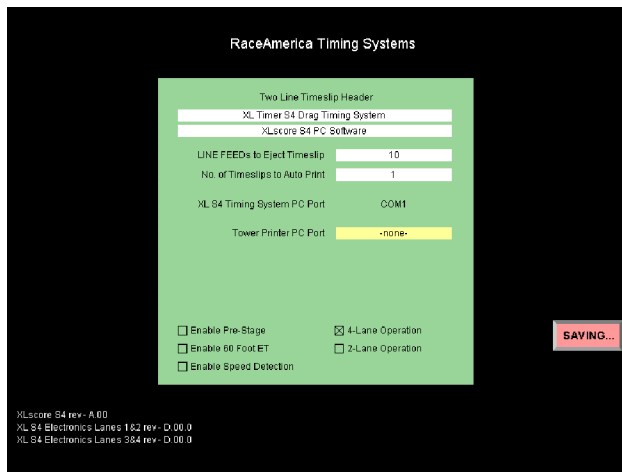 RaceAmerica Timing Systems
Two Line Timeslip Header
XL Timer S4 Drag Timing System
XLscore S4 PC Software
LINE FEEDs to Eject Timeslip 10
No. of Timeslips to Auto Print 1
XL S4 Timing System PC Port COM1
Tower Printer PC Port -none-
Enable Pre-Stage 4-Lane Operation
Enable 60 Foot ET 2-Lane Operation
Enable Speed Detection
SAVING...
XLscore S4 rev- A.00
XL S4 Electronics Lanes 1&2 rev- D.00.0
XL S4 Electronics Lanes 3&4 rev- D.00.0